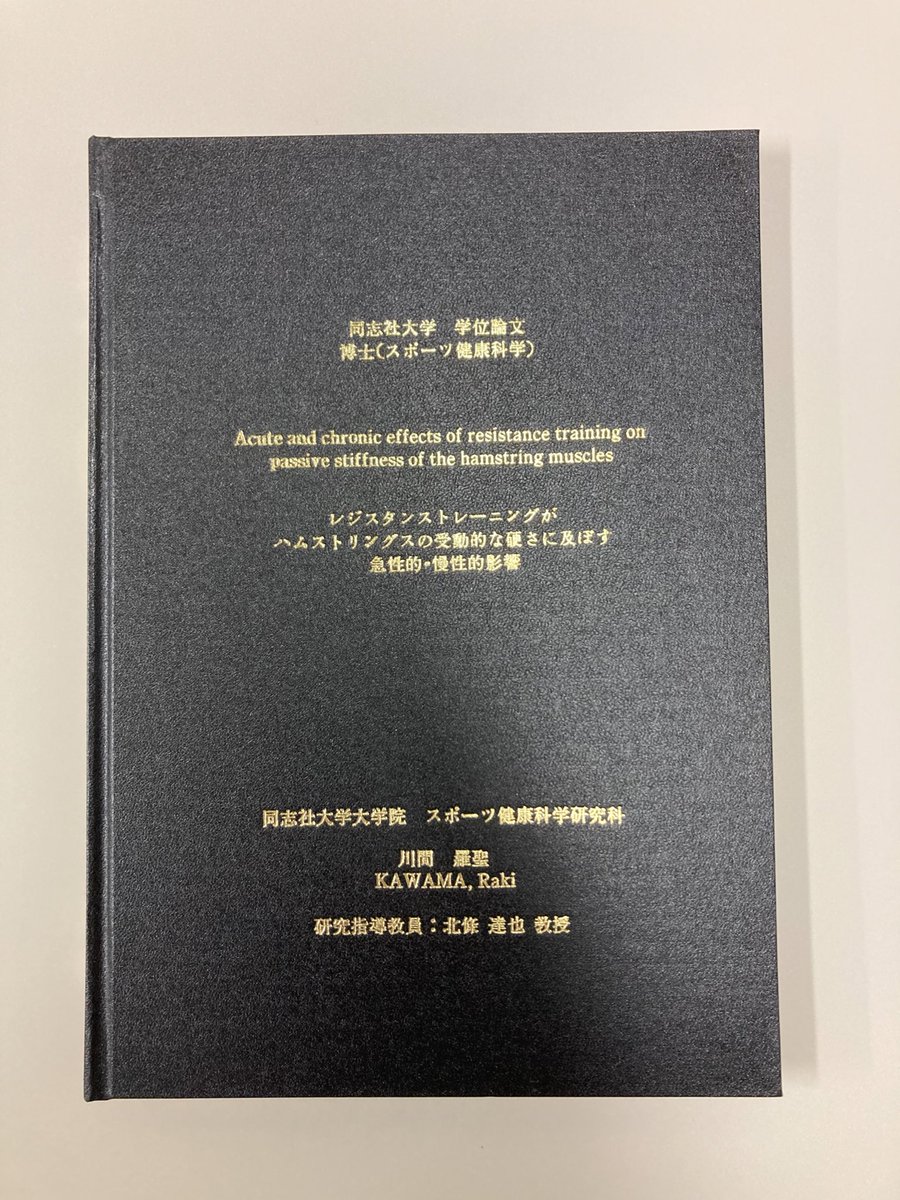 同志社大学　学位論文
博士(スポーツ健康科学)
Acute and chronic effects of resistance training on
passive stiffness of the hamstring muscles
レジスタンストレーニングが
ハムストリングスの受動的な硬さに及ぼす
急性的・慢性的影響
同志社大学大学院　スポーツ健康科学研究科
川間　羅聖
KAWAMA, Raki
研究指導教員：北條 達也 教授